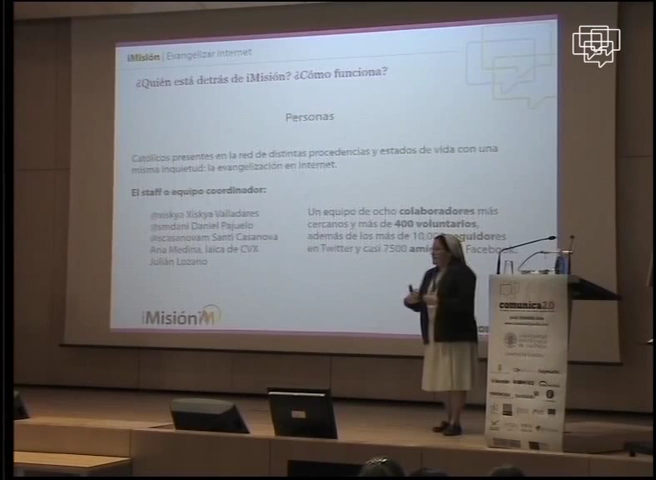 iMisión | Evangelizar Internet
¿Quién está detrás de iMisión? ¿Cómo funciona?
Personas
Católicos presentes en la red de distintas procedencias y estados de vida con una
misma inquietud: la evangelización en Internet.
El staff o equipo coordinador:
@xiskya Xiskya Valladares
@smdani Daniel Pajuelo
@scasanovam Santi Casanova
Ana Medina, laica de CVX
Julián Lozano
Un equipo de ocho colaboradores más
cercanos y más de 400 voluntarios,
además de los más de 10.000 seguidores
en Twitter y casi 7500 Facebook.
iMisión iM
comunica2.0